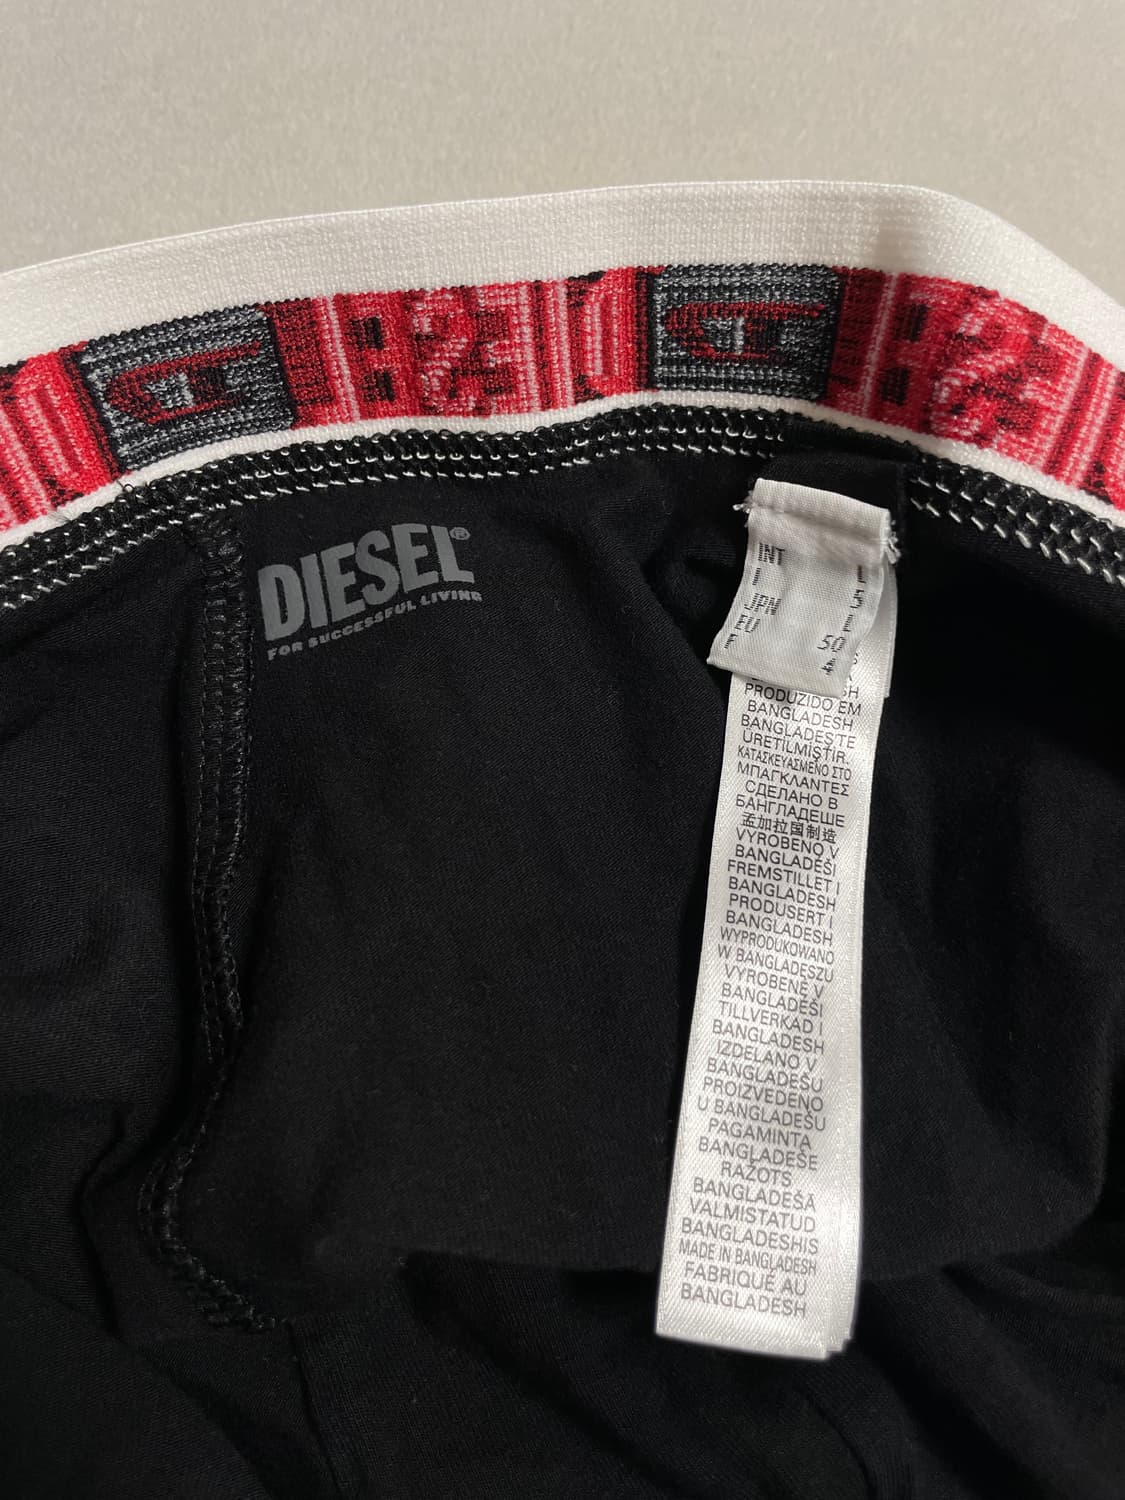 DIESEL®
FOR SUCCESSFUL LIVING
INT L
I 5
JPN L
EU 50
F 4
PRODUZIDO EM
BANGLADESH
BANGLADEŞ'TE
ÜRETİLMİŞTİR.
ΚΑΤΑΣΚΕΥΑΣΜΕΝΟ ΣΤΟ
ΜΠΑΓΚΛΑΝΤΕΣ
СДЕЛАНО В
БАНГЛАДЕШЕ
孟加拉国制造
VYROBENO V
BANGLADÉŠI
FREMSTILLET I
BANGLADESH
PRODUSERT I
BANGLADESH
WYPRODUKOWANO
W BANGLADESZU
VYROBENÉ V
BANGLADÉŠI
TILLVERKAD I
BANGLADESH
IZDELANO V
BANGLADEŠU
PROIZVEDENO
U BANGLADEŠU
PAGAMINTA
BANGLADEŠE
RAŽOTS
BANGLADEŠĀ
VALMISTATUD
BANGLADESHIS
MADE IN BANGLADESH
FABRIQUÉ AU
BANGLADESH